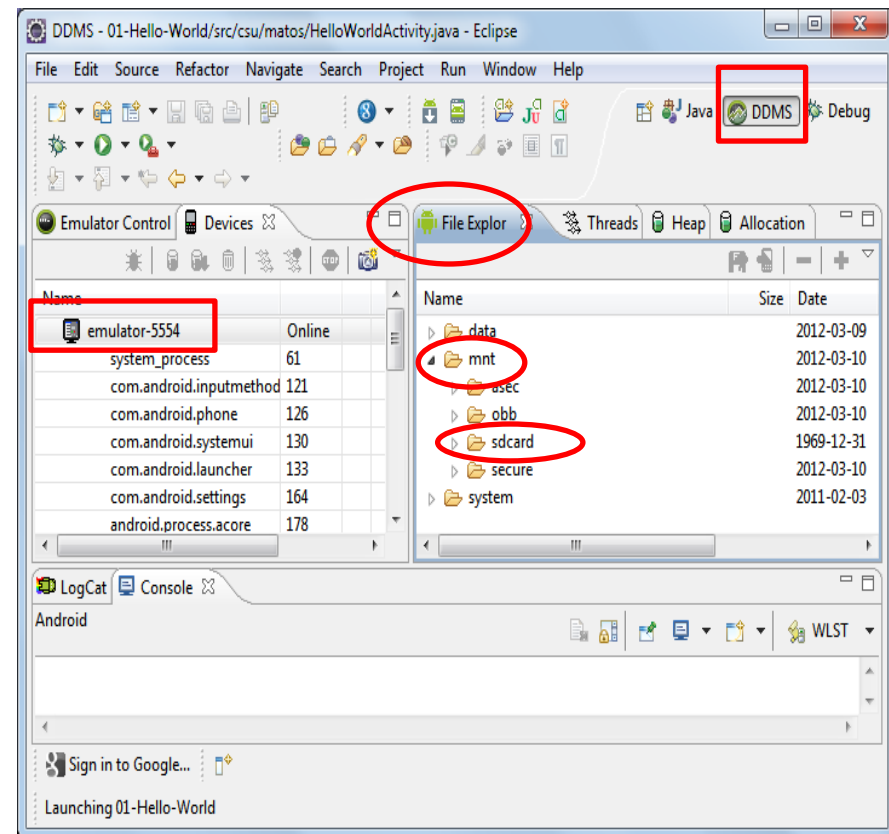 DDMS - 01-Hello-World/src/csu/matos/HelloWorldActivity.java - Eclipse
File Edit Source Refactor Navigate Search Project Run Window Help
Java DDMS Debug
Emulator Control Devices
File Explor Threads Heap Allocation
Name
Name Size Date
emulator-5554 Online
system_process 61
com.android.inputmethod 121
com.android.phone 126
com.android.systemui 130
com.android.launcher 133
com.android.settings 164
android.process.acore 178
data 2012-03-09
mnt 2012-03-10
asec 2012-03-10
obb 2012-03-10
sdcard 1969-12-31
secure 2012-03-10
system 2011-02-03
LogCat Console
Android
WLST
Sign in to Google...
Launching 01-Hello-World